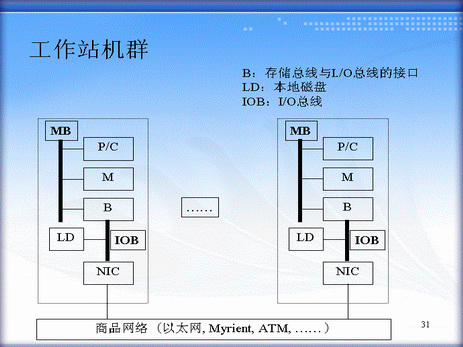 工作站机群
B：存储总线与I/O总线的接口
LD：本地磁盘
IOB：I/O总线
MB
P/C
M
B
LD
IOB
NIC
……
MB
P/C
M
B
LD
IOB
NIC
商品网络（以太网, Myrient, ATM, ……）
31